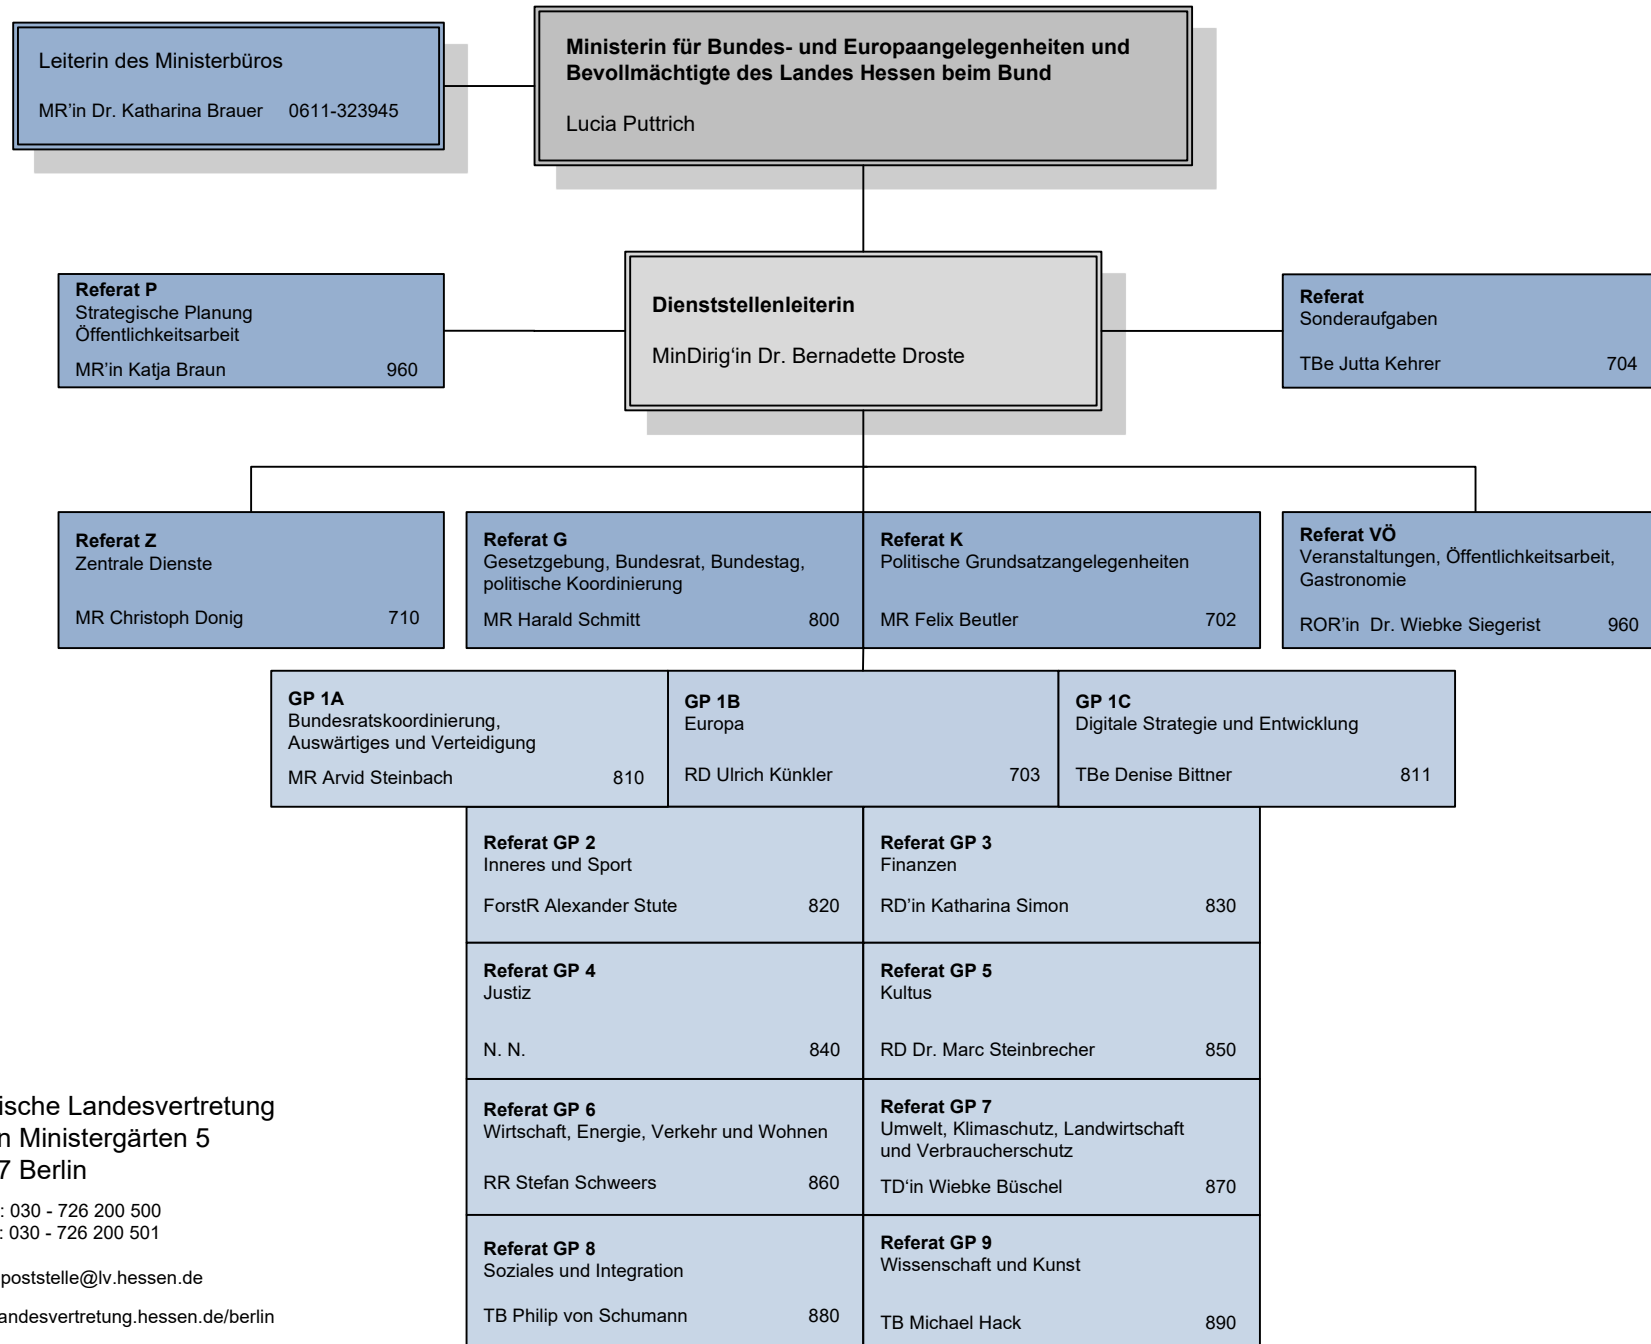 Leiterin des Ministerbüros
MR’in Dr. Katharina Brauer 0611-323945
Ministerin für Bundes- und Europaangelegenheiten und
Bevollmächtigte des Landes Hessen beim Bund
Lucia Puttrich
Referat P
Strategische Planung
Öffentlichkeitsarbeit
MR’in Katja Braun 960
Dienststellenleiterin
MinDirig‘in Dr. Bernadette Droste
Referat
Sonderaufgaben
TBe Jutta Kehrer 704
Referat Z
Zentrale Dienste
MR Christoph Donig 710
Referat G
Gesetzgebung, Bundesrat, Bundestag,
politische Koordinierung
MR Harald Schmitt 800
Referat K
Politische Grundsatzangelegenheiten
MR Felix Beutler 702
Referat VÖ
Veranstaltungen, Öffentlichkeitsarbeit,
Gastronomie
ROR’in Dr. Wiebke Siegerist 960
GP 1A
Bundesratskoordinierung,
Auswärtiges und Verteidigung
MR Arvid Steinbach 810
GP 1B
Europa
RD Ulrich Künkler 703
GP 1C
Digitale Strategie und Entwicklung
TBe Denise Bittner 811
Referat GP 2
Inneres und Sport
ForstR Alexander Stute 820
Referat GP 3
Finanzen
RD’in Katharina Simon 830
Referat GP 4
Justiz
N. N. 840
Referat GP 5
Kultus
RD Dr. Marc Steinbrecher 850
Referat GP 6
Wirtschaft, Energie, Verkehr und Wohnen
RR Stefan Schweers 860
Referat GP 7
Umwelt, Klimaschutz, Landwirtschaft
und Verbraucherschutz
TD‘in Wiebke Büschel 870
Referat GP 8
Soziales und Integration
TB Philip von Schumann 880
Referat GP 9
Wissenschaft und Kunst
TB Michael Hack 890
ische Landesvertretung
n Ministergärten 5
7 Berlin
: 030 - 726 200 500
: 030 - 726 200 501
poststelle@lv.hessen.de
andesvertretung.hessen.de/berlin